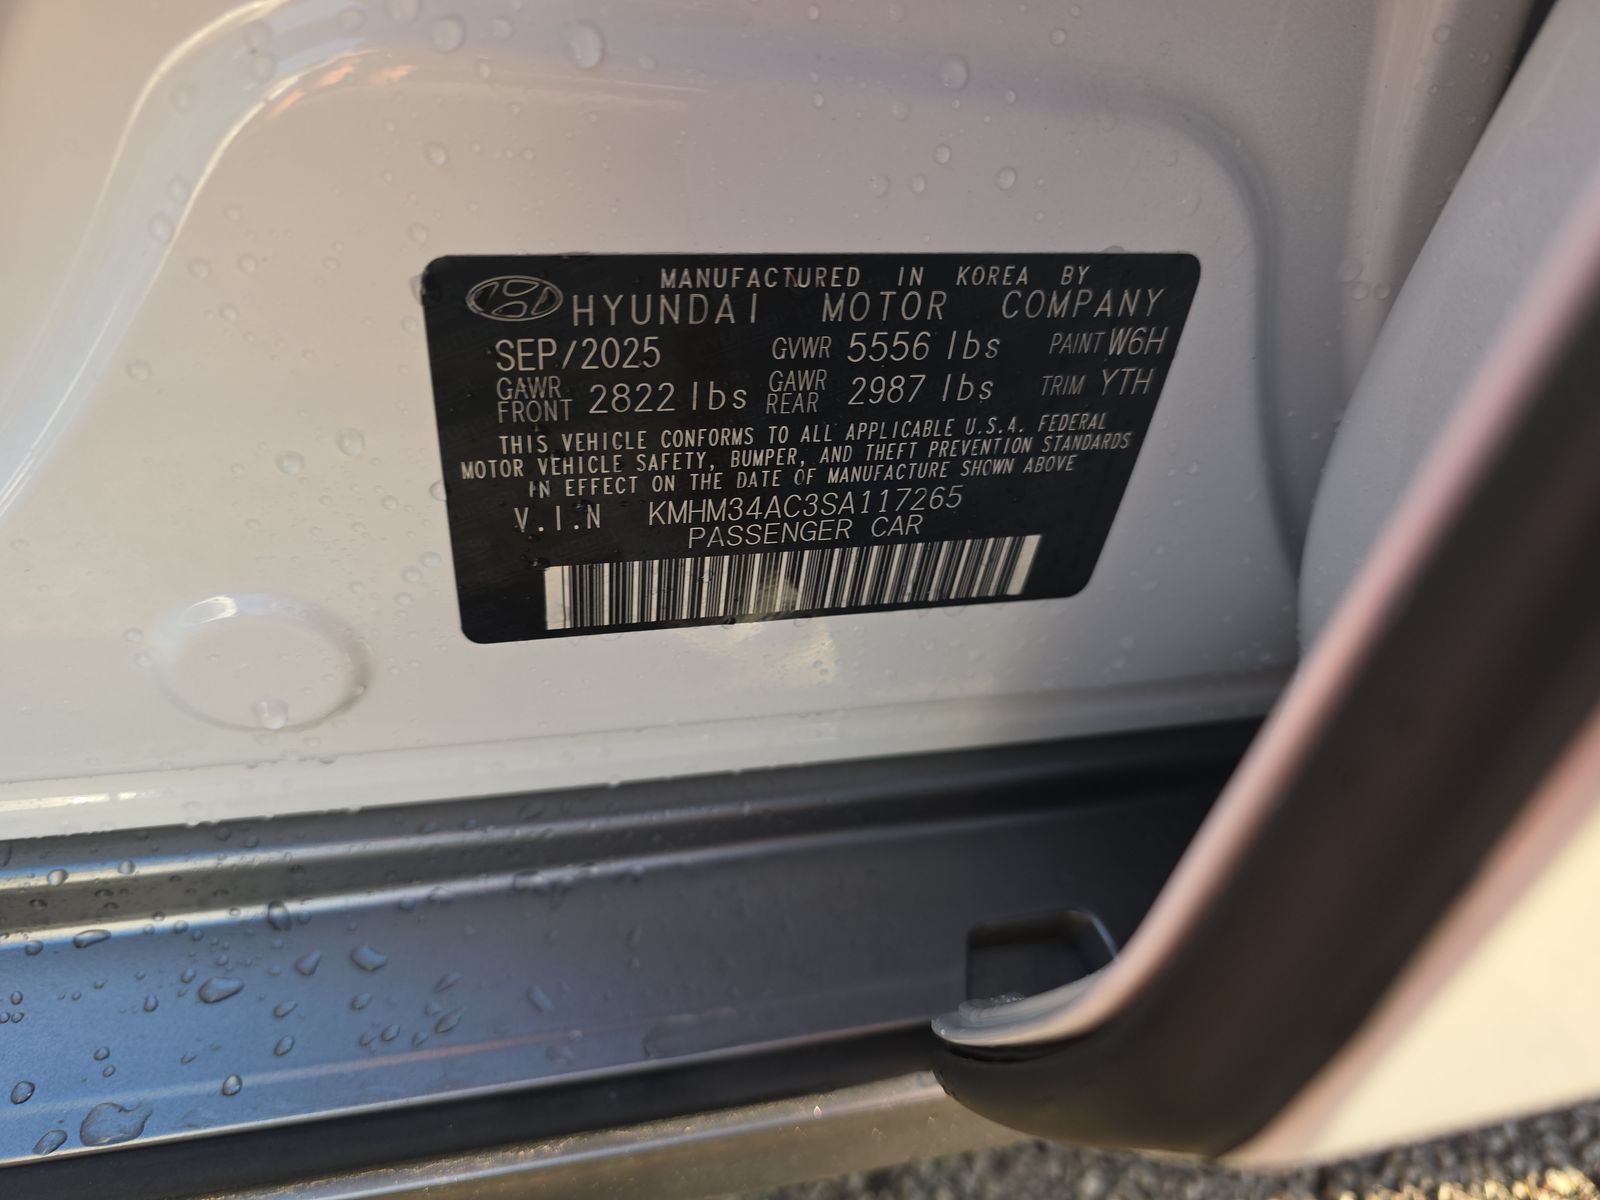 MANUFACTURED IN KOREA BY
HYUNDAI MOTOR COMPANY
SEP/2025 GVWR 5556 lbs PAINT W6H
GAWR FRONT 2822 lbs GAWR REAR 2987 lbs TRIM YTH
THIS VEHICLE CONFORMS TO ALL APPLICABLE U.S.A. FEDERAL
MOTOR VEHICLE SAFETY, BUMPER, AND THEFT PREVENTION STANDARDS
IN EFFECT ON THE DATE OF MANUFACTURE SHOWN ABOVE
V.I.N KMHM34AC3SA117265
PASSENGER CAR